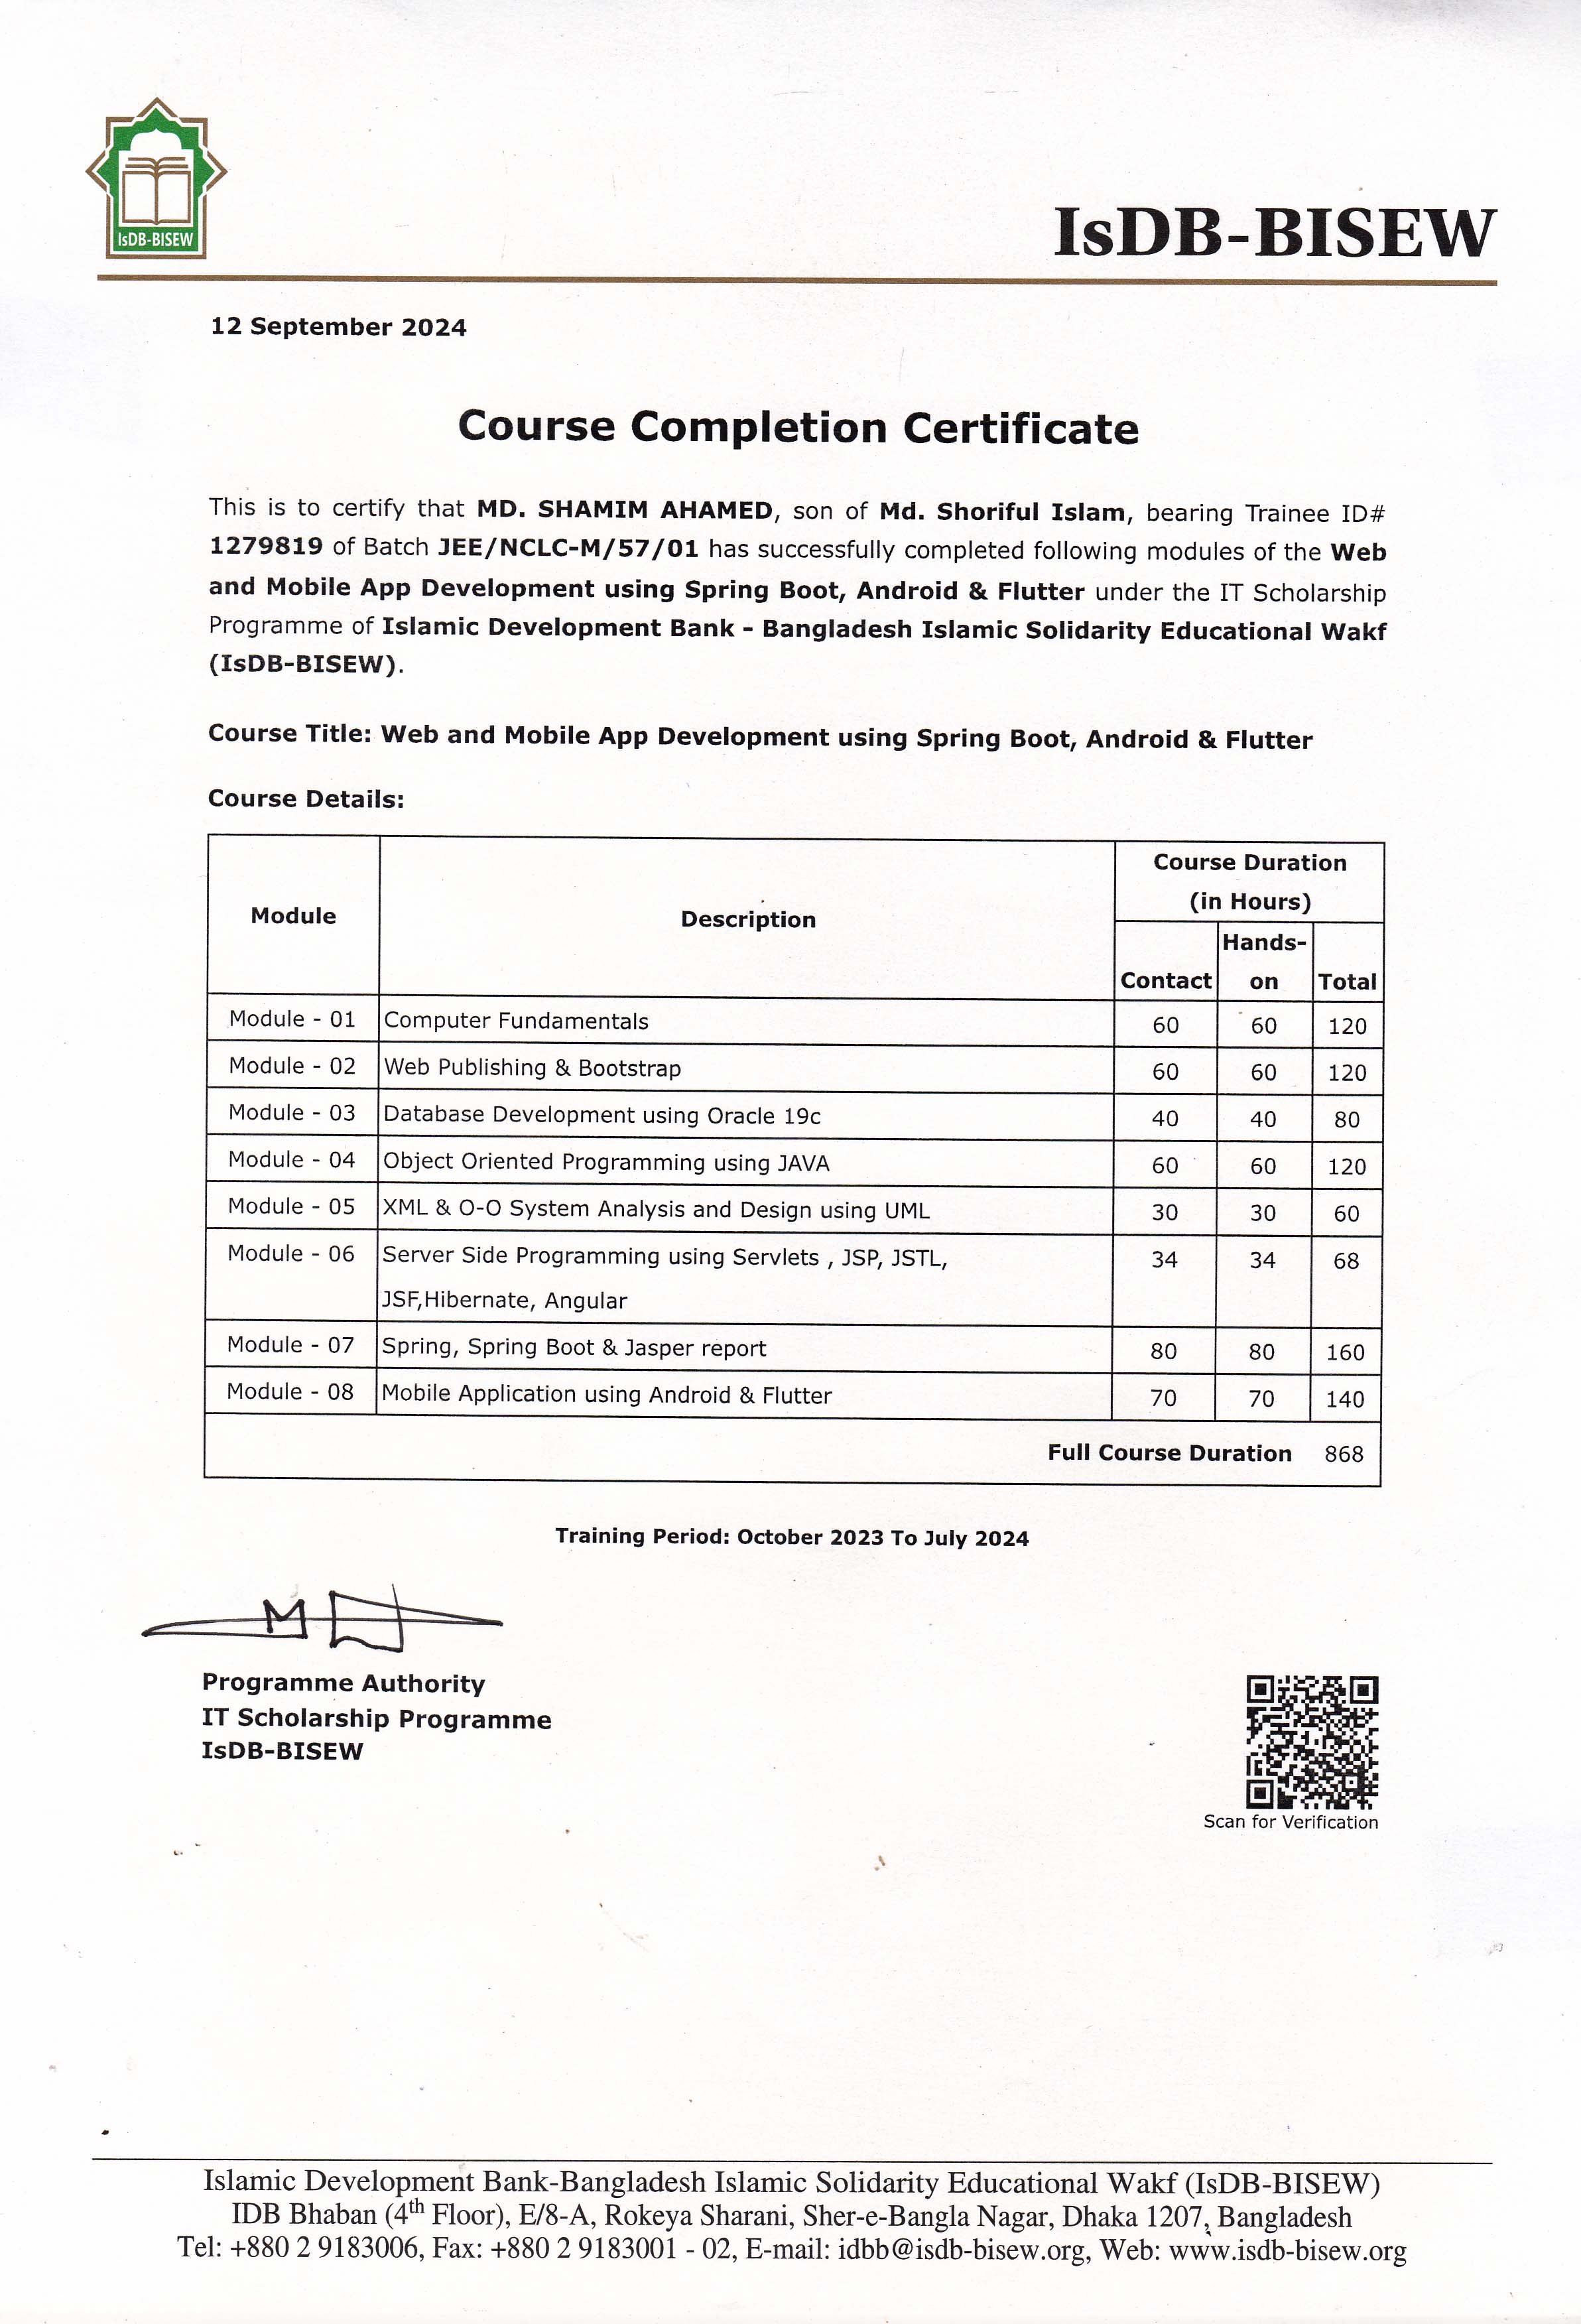 IsDB-BISEW
IsDB-BISEW
12 September 2024
Course Completion Certificate
This is to certify that MD. SHAMIM AHAMED, son of Md. Shoriful Islam, bearing Trainee ID#
1279819 of Batch JEE/NCLC-M/57/01 has successfully completed following modules of the Web
and Mobile App Development using Spring Boot, Android & Flutter under the IT Scholarship
Programme of Islamic Development Bank - Bangladesh Islamic Solidarity Educational Wakf
(IsDB-BISEW).
Course Title: Web and Mobile App Development using Spring Boot, Android & Flutter
Course Details:
Module Description Course Duration
(in Hours)
Contact Hands-
on Total
Module - 01 Computer Fundamentals 60 60 120
Module - 02 Web Publishing & Bootstrap 60 60 120
Module - 03 Database Development using Oracle 19c 40 40 80
Module - 04 Object Oriented Programming using JAVA 60 60 120
Module - 05 XML & O-O System Analysis and Design using UML 30 30 60
Module - 06 Server Side Programming using Servlets , JSP, JSTL, 34 34 68
JSF,Hibernate, Angular
Module - 07 Spring, Spring Boot & Jasper report 80 80 160
Module - 08 Mobile Application using Android & Flutter 70 70 140
Full Course Duration 868
Training Period: October 2023 To July 2024
Programme Authority
IT Scholarship Programme
IsDB-BISEW
Scan for Verification
Islamic Development Bank-Bangladesh Islamic Solidarity Educational Wakf (IsDB-BISEW)
IDB Bhaban (4th Floor), E/8-A, Rokeya Sharani, Sher-e-Bangla Nagar, Dhaka 1207, Bangladesh
Tel: +880 2 9183006, Fax: +880 2 9183001 - 02, E-mail: idbb@isdb-bisew.org, Web: www.isdb-bisew.org